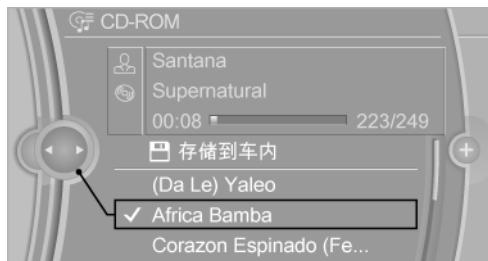 CD-ROM
Santana
Supernatural
00:08 223/249
存储到车内
(Da Le) Yaleo
Africa Bamba
Corazon Espinado (Fe...